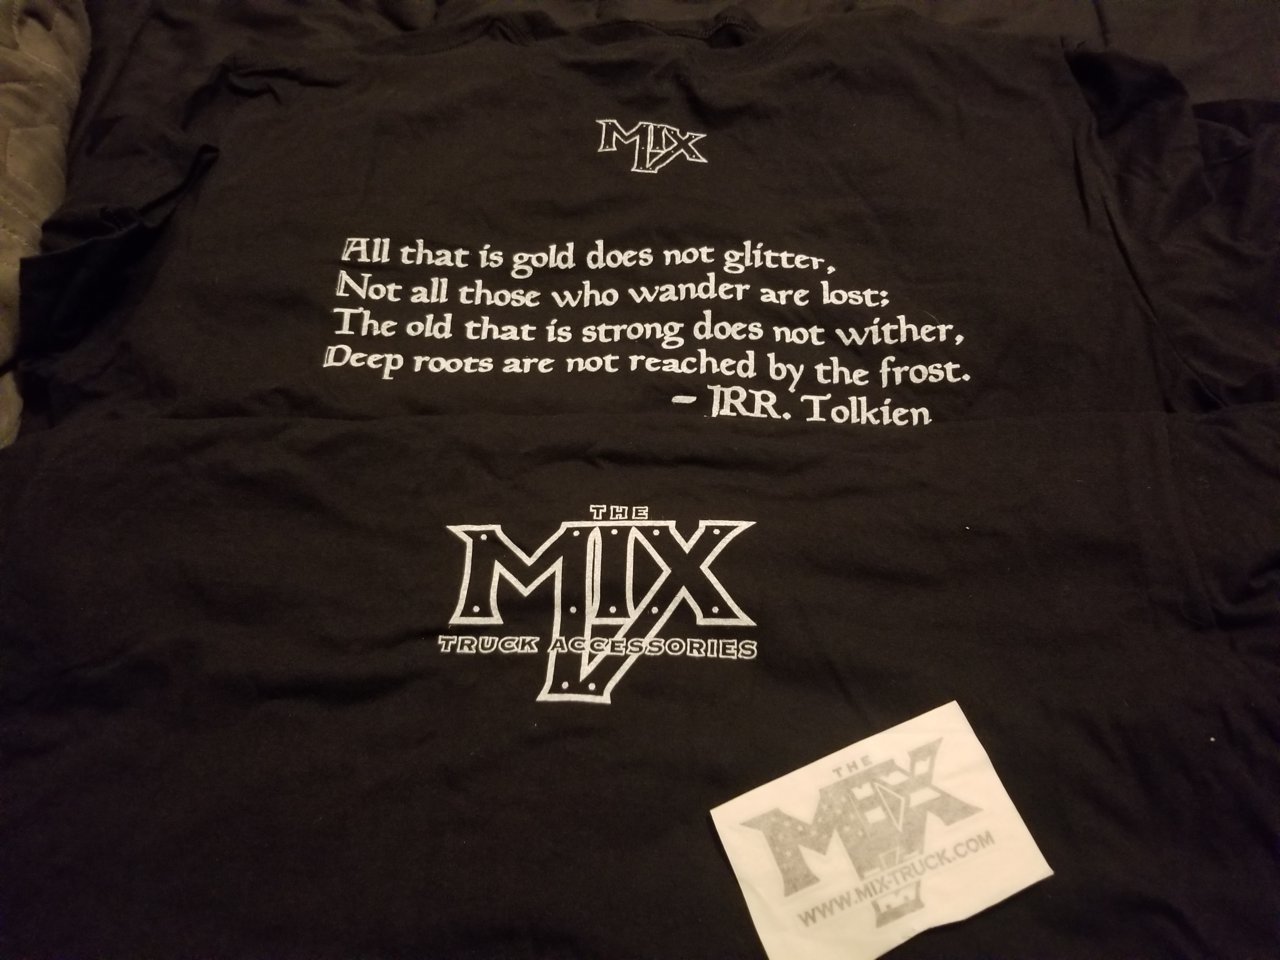 MIX
All that is gold does not glitter,
Not all those who wander are lost;
The old that is strong does not wither,
Deep roots are not reached by the frost.
- JRR. Tolkien
THE
MIX
TRUCK ACCESSORIES
THE
MIX
WWW.MIX-TRUCK.COM